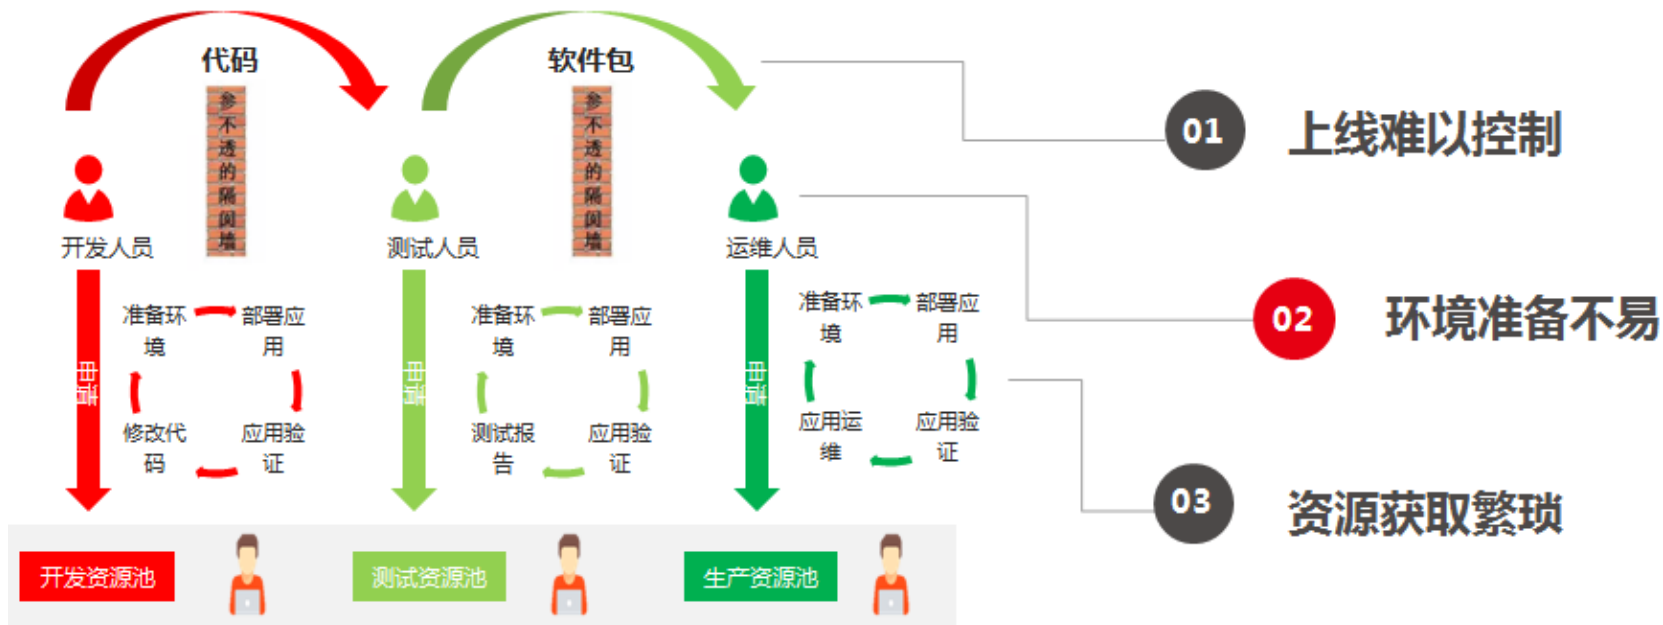 代码
软件包
参不透的隔阂墙
参不透的隔阂墙
01
上线难以控制
开发人员
测试人员
运维人员
02
环境准备不易
申请
准备环
境
部署应
用
修改代
码
应用验
证
申请
准备环
境
部署应
用
测试报
告
应用验
证
申请
准备环
境
部署应
用
应用运
维
应用验
证
03
资源获取繁琐
开发资源池
测试资源池
生产资源池